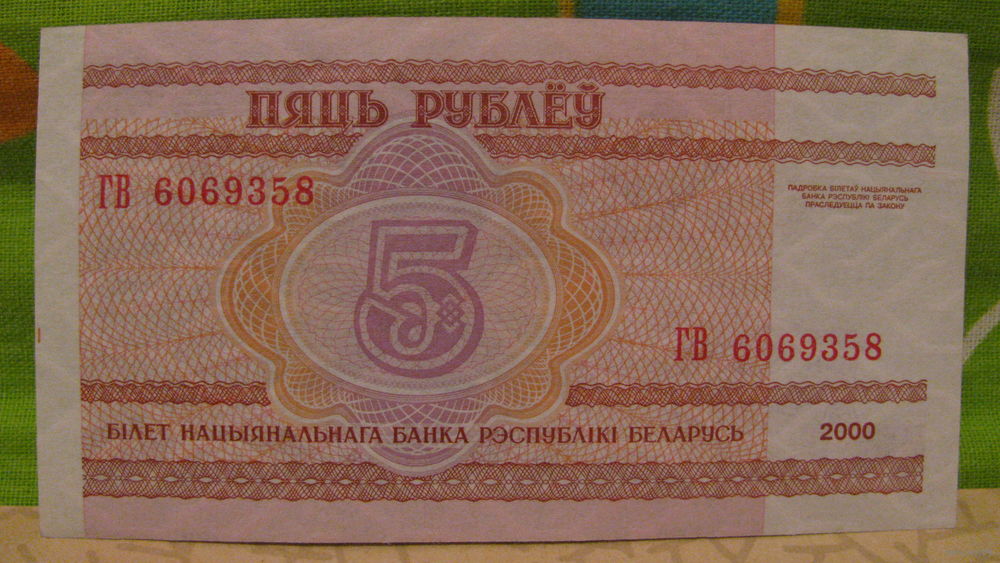 ПЯЦЬ РУБЛЁЎ
ГВ 6069358
ПАДРОБКА БІЛЕТАЎ НАЦЫЯНАЛЬНАГА
БАНКА РЭСПУБЛІКІ БЕЛАРУСЬ
ПРАСЛЕДУЕЦЦА ПА ЗАКОНУ
5
ГВ 6069358
БІЛЕТ НАЦЫЯНАЛЬНАГА БАНКА РЭСПУБЛІКІ БЕЛАРУСЬ
2000